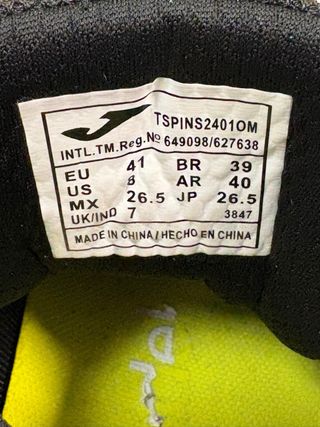 TSPINS2401OM
INTL.TM.Reg.Nº 649098/627638
EU 41 BR 39
US 8 AR 40
MX 26.5 JP 26.5
UK/IND 7 3847
MADE IN CHINA/HECHO EN CHINA